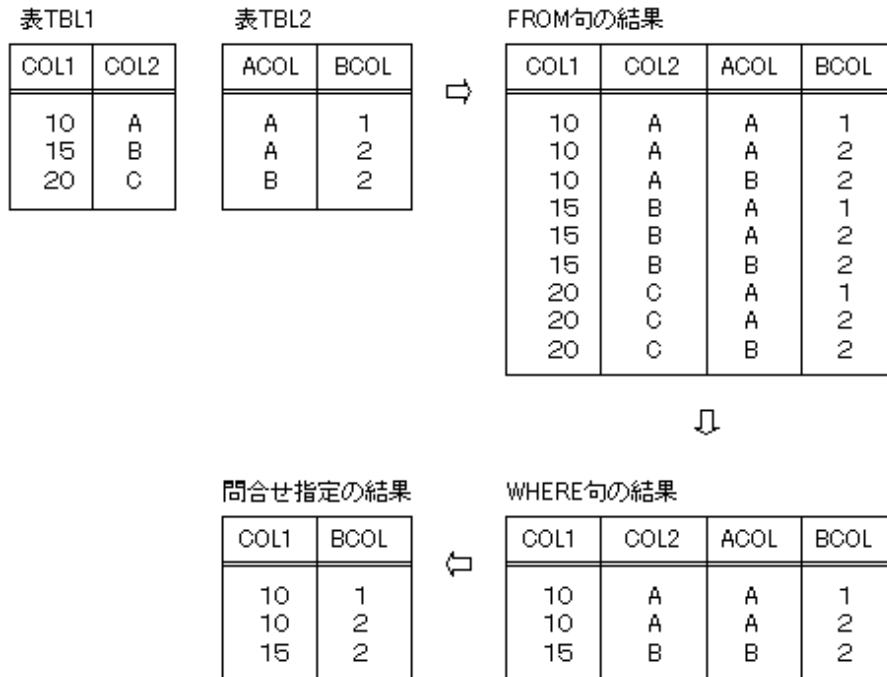 表TBL1 表TBL2 FROM句の結果
COL1 COL2 ACOL BCOL COL1 COL2 ACOL BCOL
10 A A 1 10 A A 1
15 B A 2 10 A A 2
20 C B 2 10 A B 2
15 B A 1
15 B A 2
15 B B 2
20 C A 1
20 C A 2
20 C B 2
問合せ指定の結果 WHERE句の結果
COL1 BCOL COL1 COL2 ACOL BCOL
10 1 10 A A 1
10 2 10 A A 2
15 2 15 B B 2